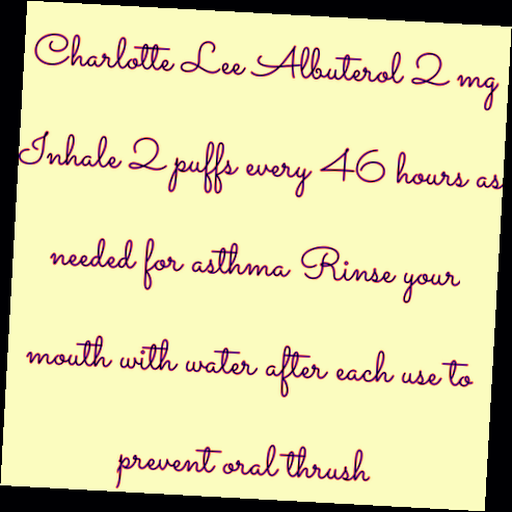 Charlotte Lee Albuterol 2 mg
Inhale 2 puffs every 46 hours as
needed for asthma Rinse your
mouth with water after each use to
prevent oral thrush